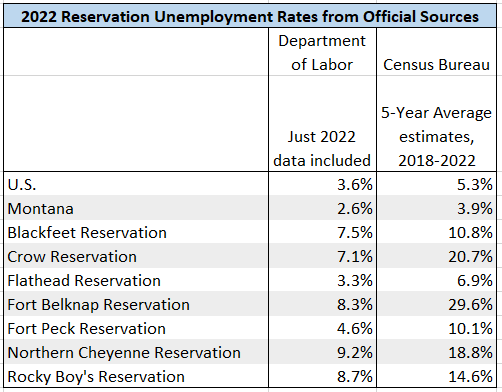 2022 Reservation Unemployment Rates from Official Sources
Department of Labor Census Bureau
Just 2022 data included 5-Year Average estimates, 2018-2022
U.S. 3.6% 5.3%
Montana 2.6% 3.9%
Blackfeet Reservation 7.5% 10.8%
Crow Reservation 7.1% 20.7%
Flathead Reservation 3.3% 6.9%
Fort Belknap Reservation 8.3% 29.6%
Fort Peck Reservation 4.6% 10.1%
Northern Cheyenne Reservation 9.2% 18.8%
Rocky Boy's Reservation 8.7% 14.6%